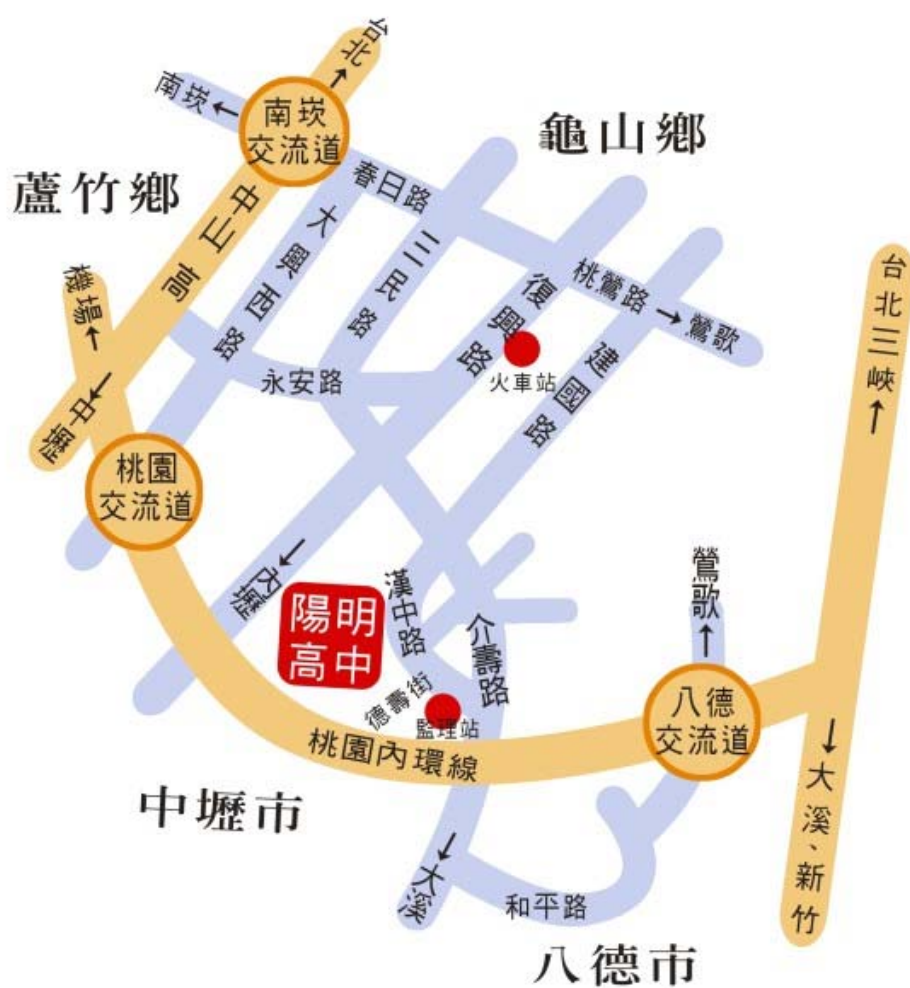 台北↑
南崁←
南崁
交流道
龜山鄉
蘆竹鄉
中山高
春日路
大興西路
三民路
復興路
桃鶯路
→鶯歌
建國路
火車站
機場←
永安路
←中壢
台北三峽↑
桃園
交流道
←內壢
陽明
高中
漢中路
介壽路
德壽街
監理站
鶯歌↑
八德
交流道
桃園內環線
中壢市
↓大溪、新竹
↓大溪
和平路
八德市